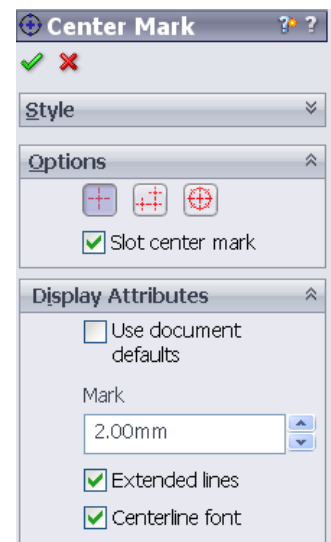 Center Mark ? ?
Style
Options
Slot center mark
Display Attributes
Use document
defaults
Mark
2.00mm
Extended lines
Centerline font